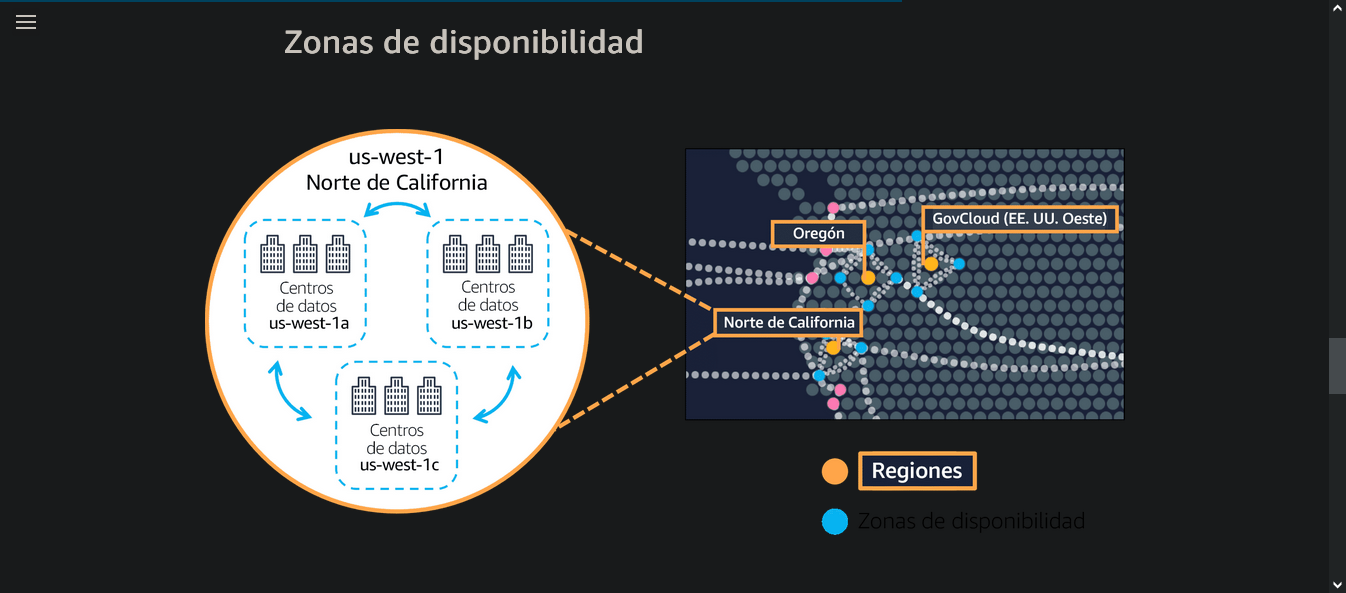 Zonas de disponibilidad
us-west-1
Norte de California
Centros
de datos
us-west-1a
Centros
de datos
us-west-1b
Centros
de datos
us-west-1c
Oregón
GovCloud (EE. UU. Oeste)
Norte de California
Regiones
Zonas de disponibilidad